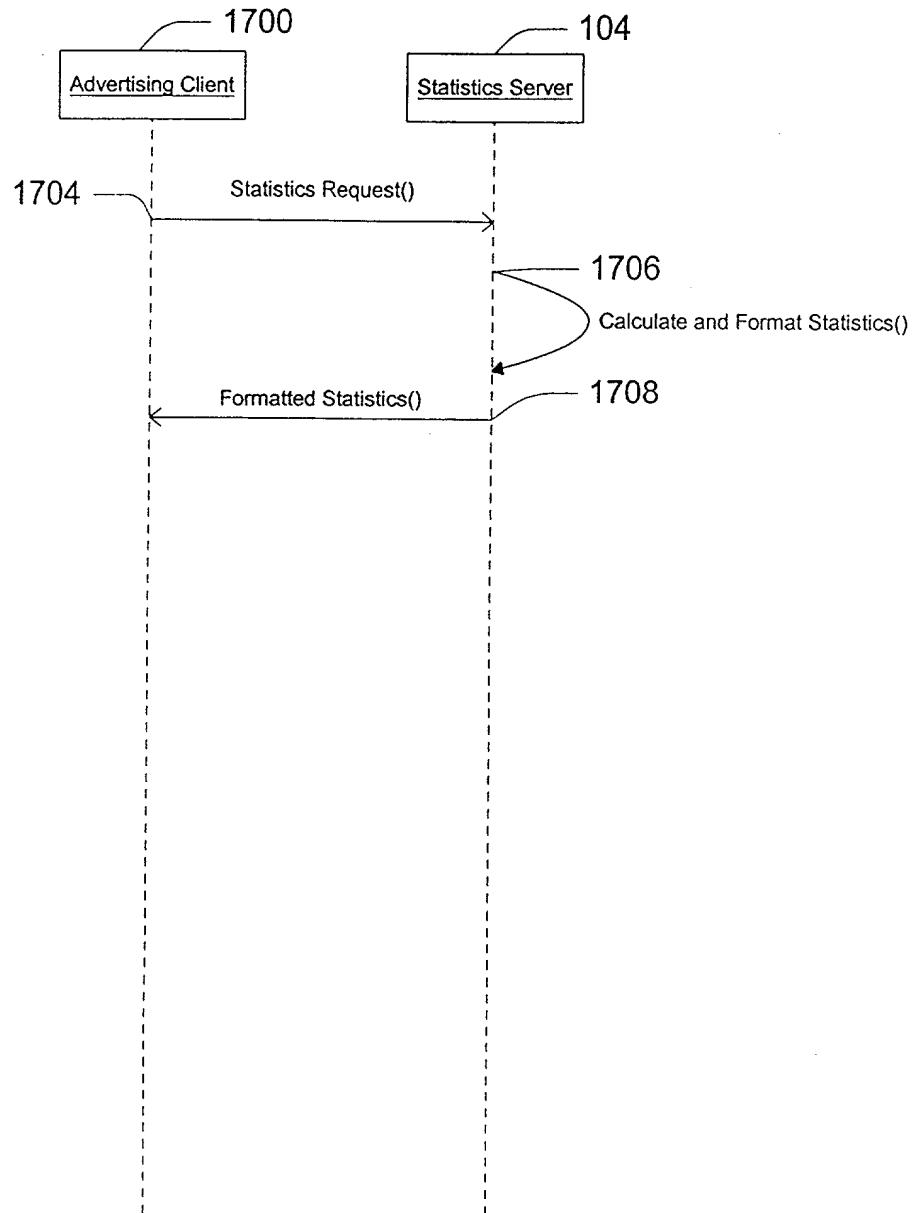 1700
104
Advertising Client
Statistics Server
1704
Statistics Request()
1706
Calculate and Format Statistics()
Formatted Statistics()
1708